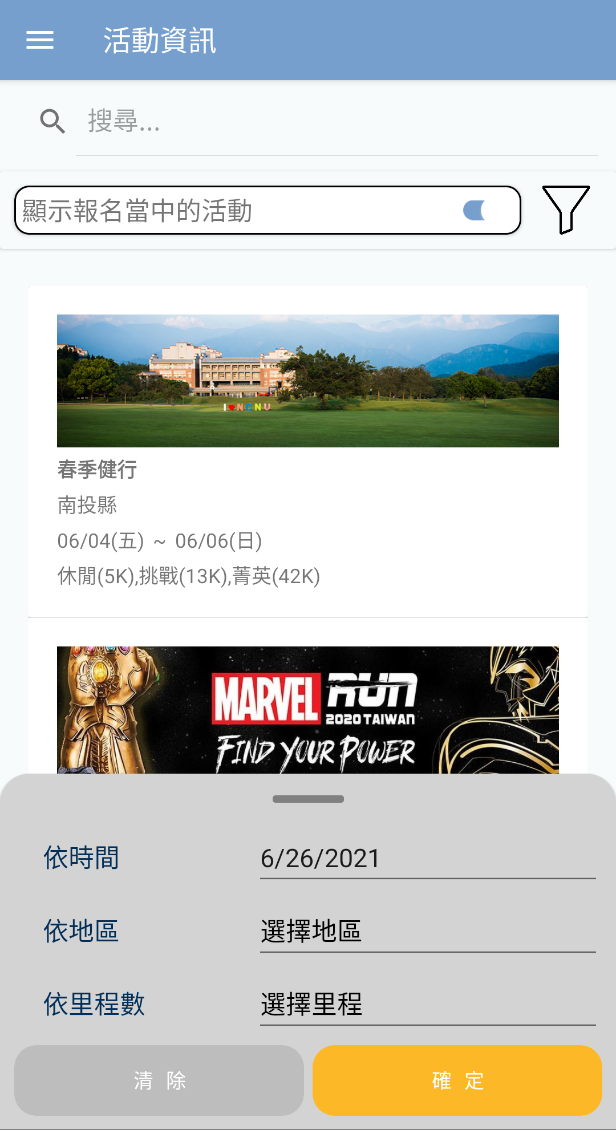 活動資訊
搜尋...
顯示報名當中的活動
I NCNU
春季健行
南投縣
06/04(五) ~ 06/06(日)
休閒(5K),挑戰(13K),菁英(42K)
MARVEL RUN
2020 TAIWAN
FIND YOUR POWER
依時間 6/26/2021
依地區 選擇地區
依里程數 選擇里程
清 除 確 定